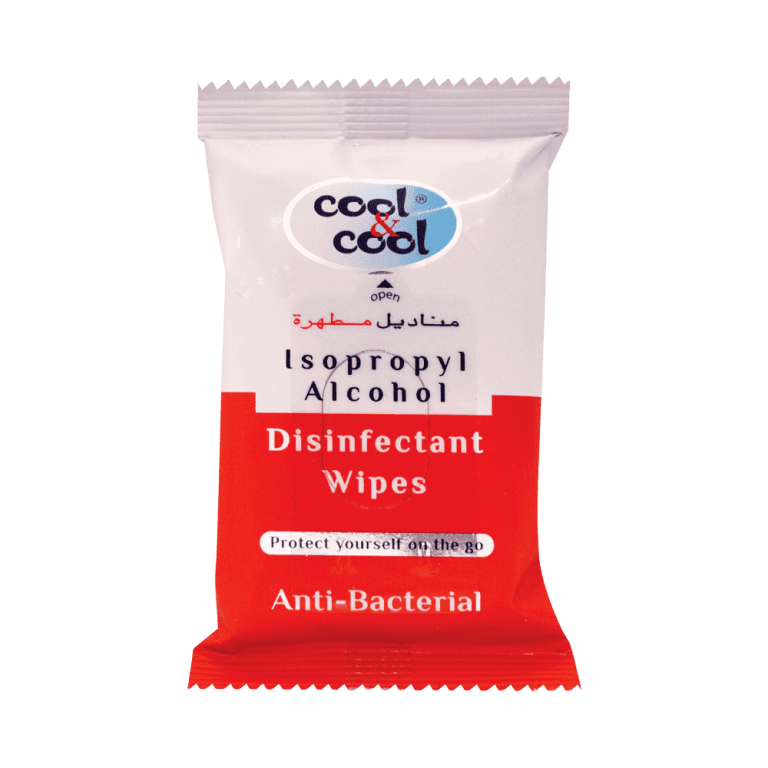 cool ®
&
cool
open
مناديل مطهرة
Isopropyl
Alcohol
Disinfectant
Wipes
Protect yourself on the go
Anti-Bacterial